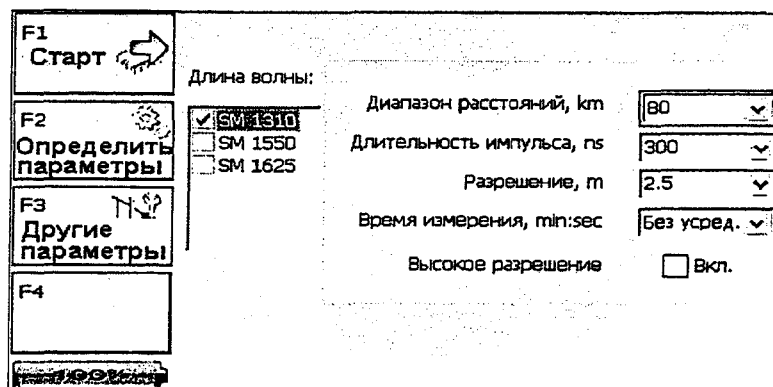 F1
Старт
F2
Определить
параметры
F3
Другие
параметры
F4
Длина волны:
SM 1310
SM 1550
SM 1625
Диапазон расстояний, km
80
Длительность импульса, ns
300
Разрешение, m
2.5
Время измерения, min:sec
Без усред.
Высокое разрешение
Вкл.